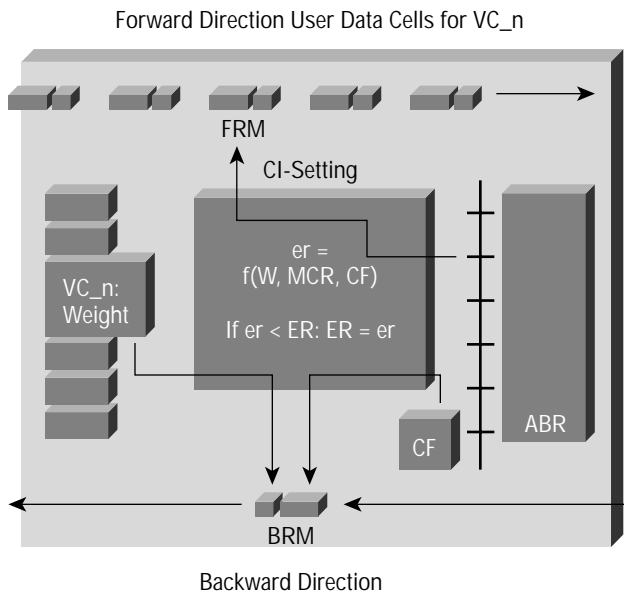 Forward Direction User Data Cells for VC_n
FRM
CI-Setting
er =
f(W, MCR, CF)
If er < ER: ER = er
VC_n:
Weight
ABR
CF
BRM
Backward Direction